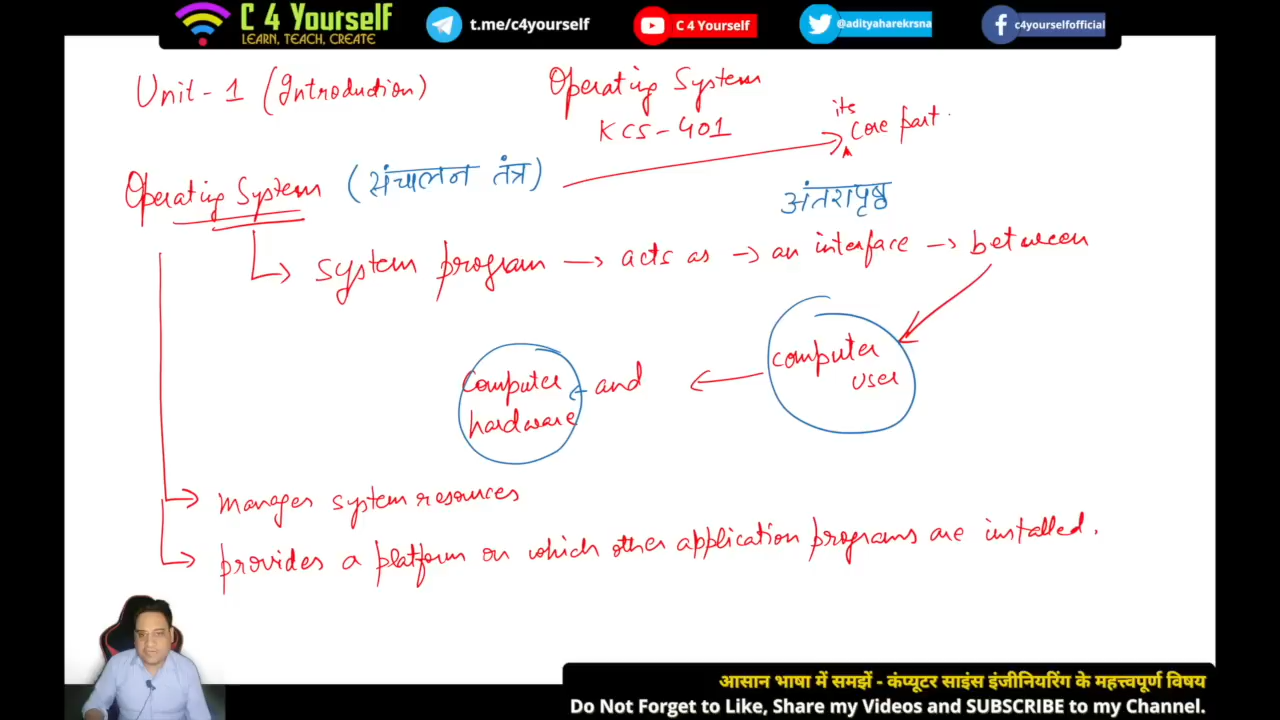 C 4 Yourself
LEARN, TEACH, CREATE
t.me/c4yourself
C 4 Yourself
@adityaharekrsna
c4yourselfofficial
Unit - 1 (Introduction)
Operating System
KCS - 401
its
Core part.
Operating System (संचालन तंत्र)
अंतरापृष्ठ
System program → acts as → an interface → between
computer
user
and
Computer
hardware
manages system resources
provides a platform on which other application programs are installed.
आसान भाषा में समझें - कंप्यूटर साइंस इंजीनियरिंग के महत्त्वपूर्ण विषय
Do Not Forget to Like, Share my Videos and SUBSCRIBE to my Channel.